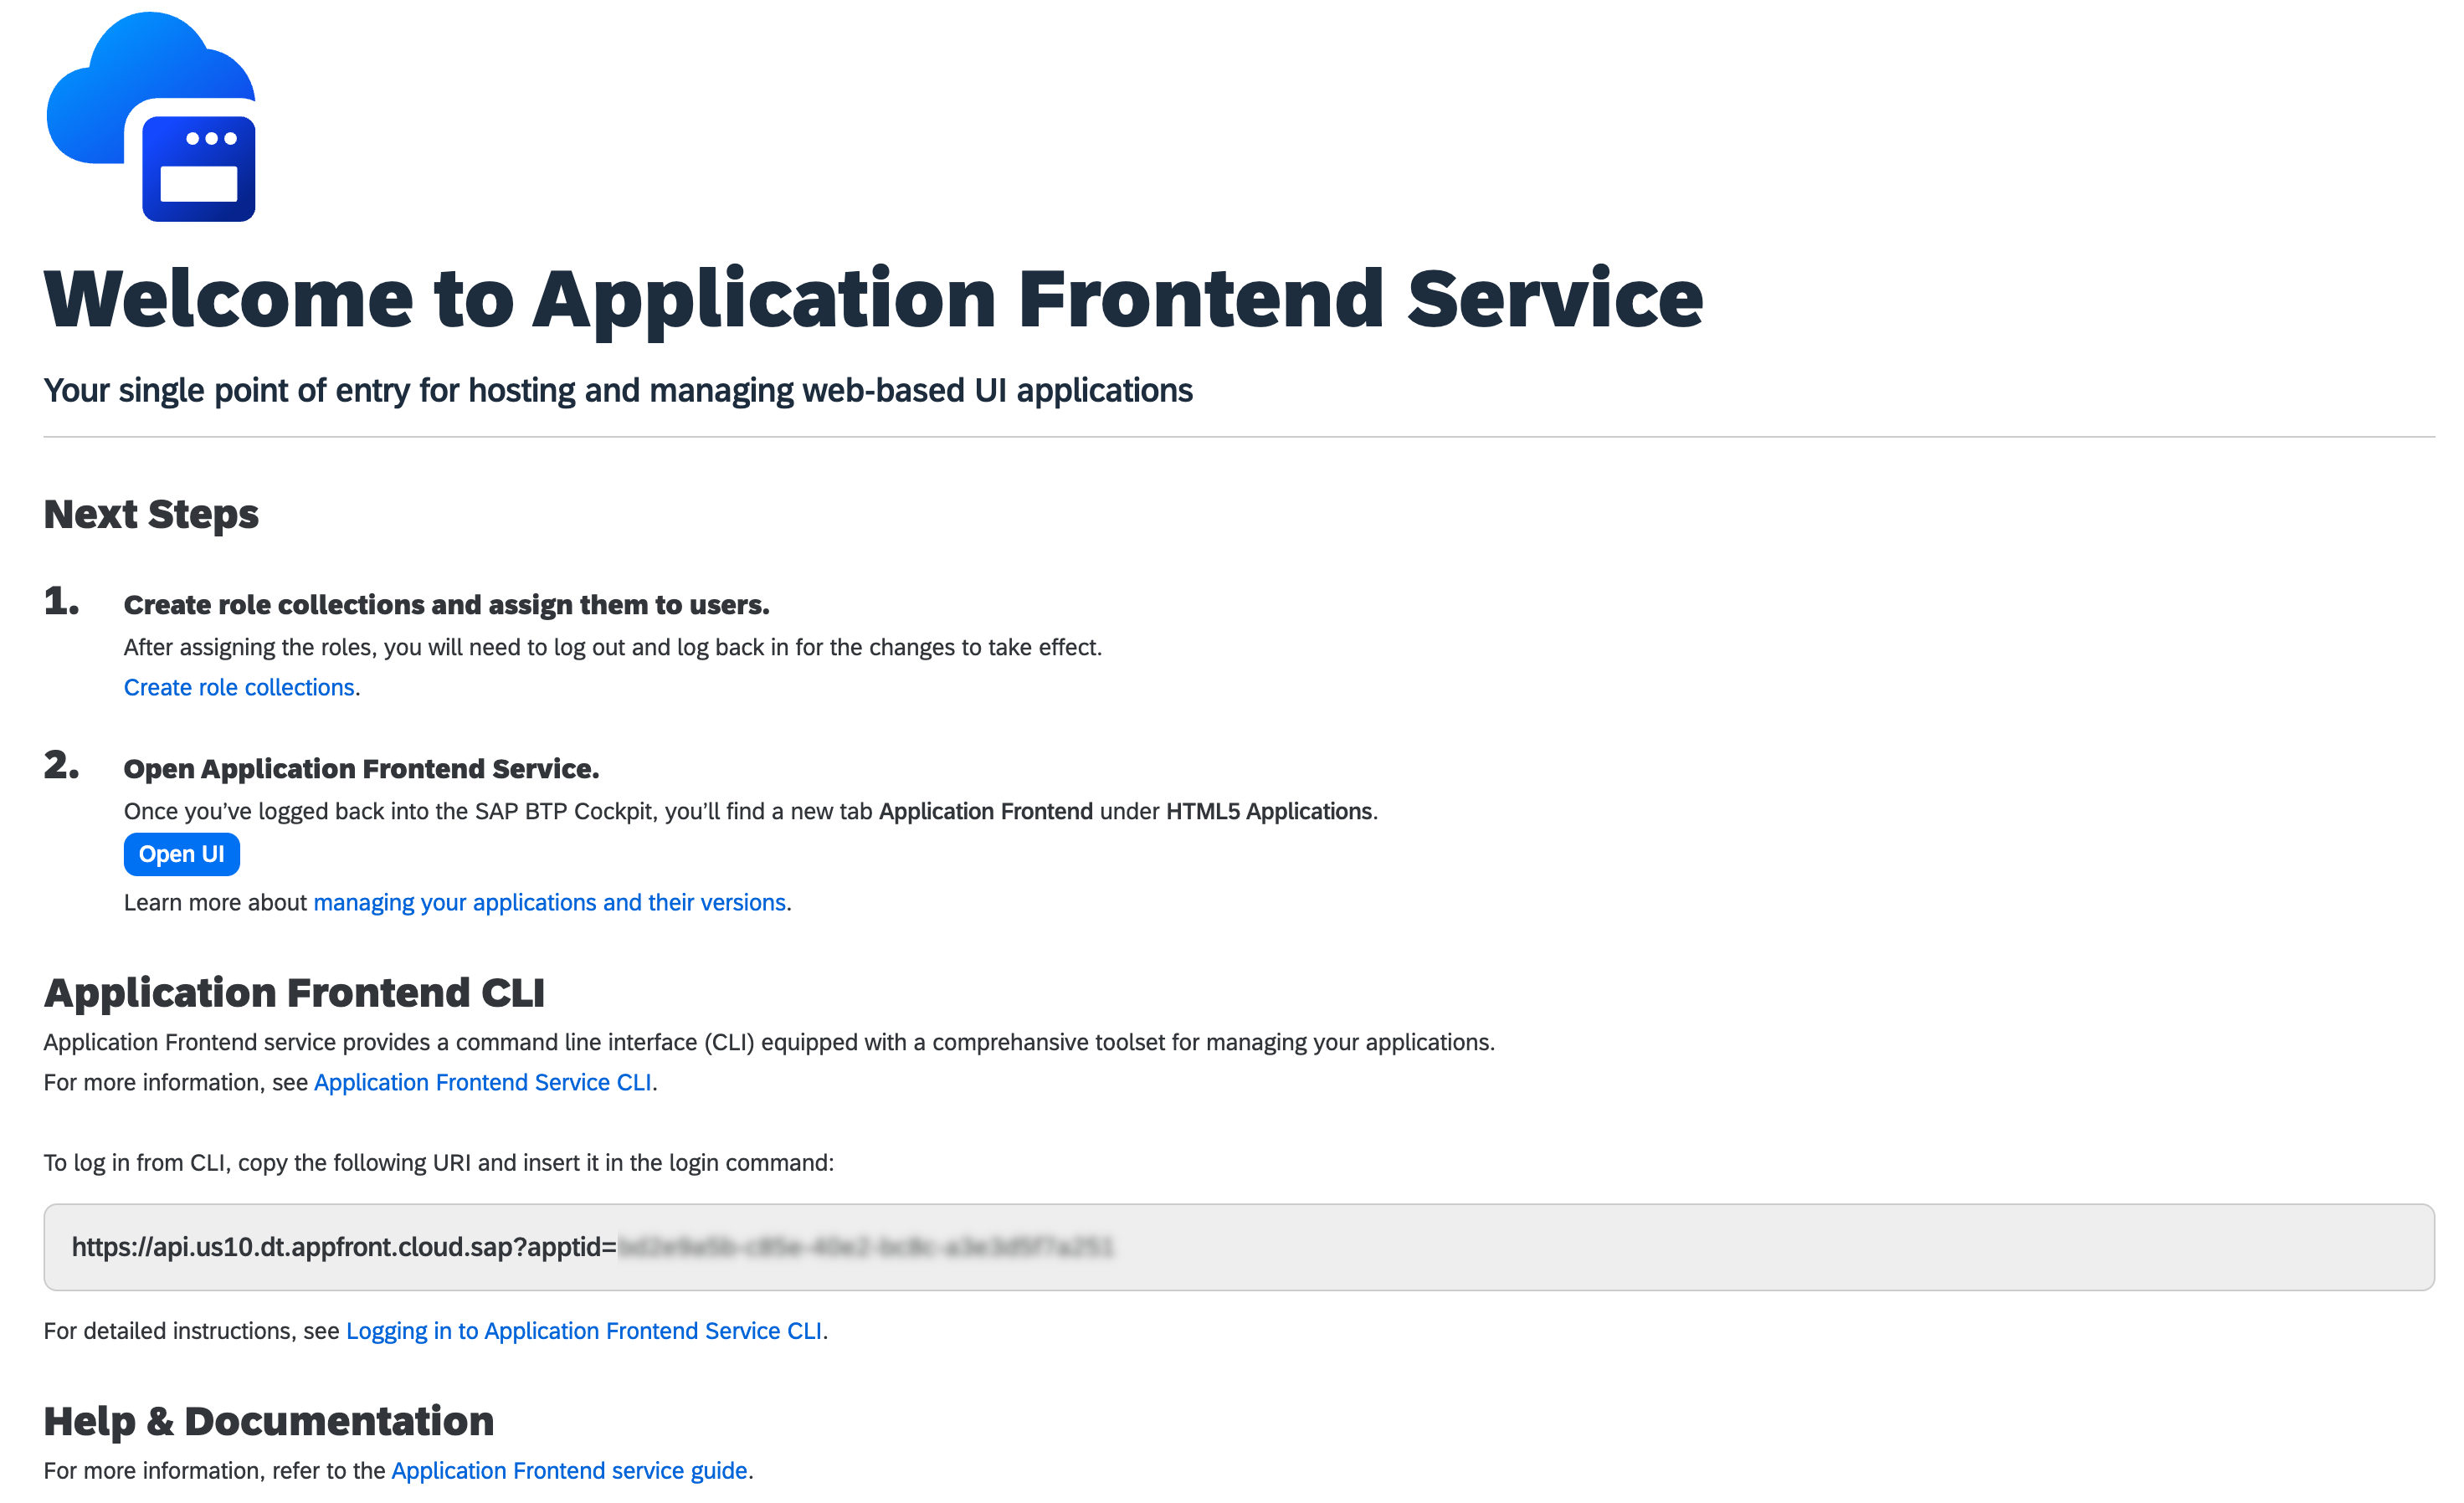 Welcome to Application Frontend Service
Your single point of entry for hosting and managing web-based UI applications
Next Steps
1. Create role collections and assign them to users.
After assigning the roles, you will need to log out and log back in for the changes to take effect.
Create role collections.
2. Open Application Frontend Service.
Once you’ve logged back into the SAP BTP Cockpit, you’ll find a new tab Application Frontend under HTML5 Applications.
Open UI
Learn more about managing your applications and their versions.
Application Frontend CLI
Application Frontend service provides a command line interface (CLI) equipped with a comprehansive toolset for managing your applications.
For more information, see Application Frontend Service CLI.
To log in from CLI, copy the following URI and insert it in the login command:
https://api.us10.dt.appfront.cloud.sap?apptid=
For detailed instructions, see Logging in to Application Frontend Service CLI.
Help & Documentation
For more information, refer to the Application Frontend service guide.